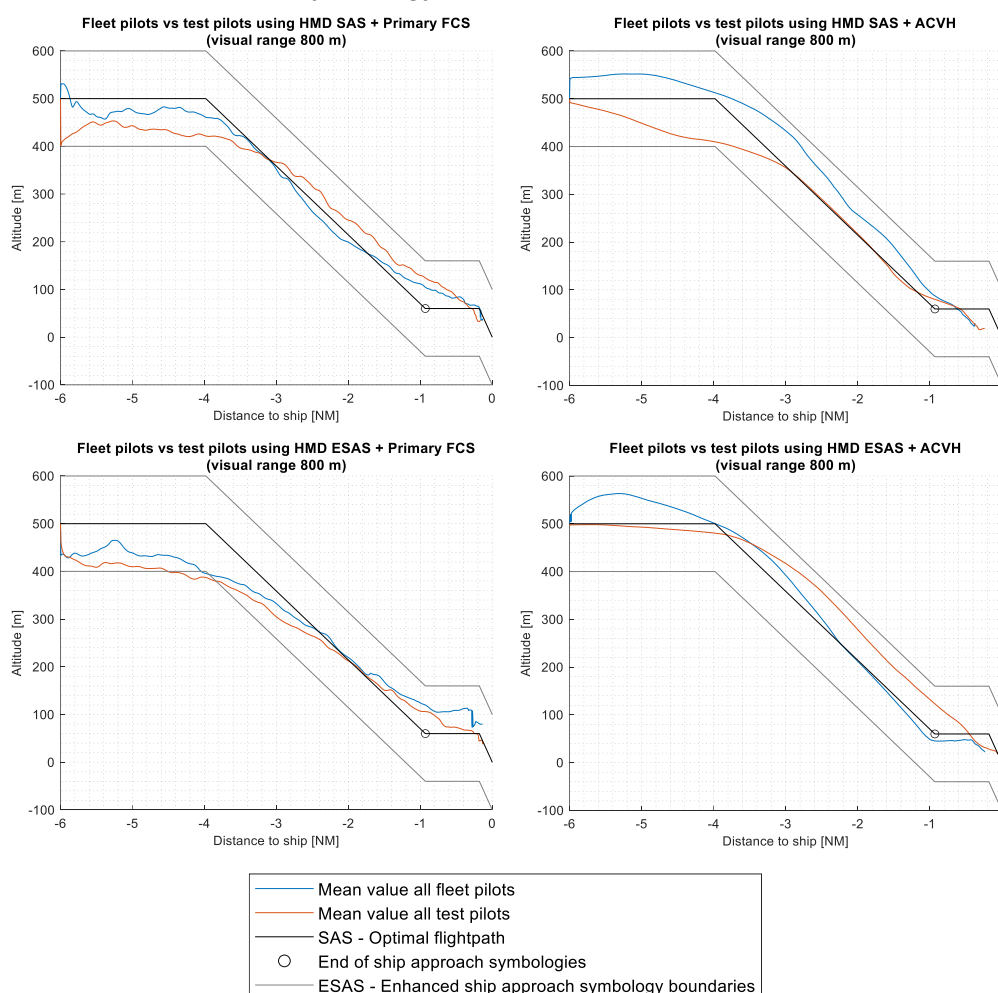 Fleet pilots vs test pilots using HMD SAS + Primary FCS
(visual range 800 m)
600
500
400
300
200
100
0
-100
Altitude [m]
-6 -5 -4 -3 -2 -1 0
Distance to ship [NM]
Fleet pilots vs test pilots using HMD SAS + ACVH
(visual range 800 m)
600
500
400
300
200
100
0
-100
Altitude [m]
-6 -5 -4 -3 -2 -1
Distance to ship [NM]
Fleet pilots vs test pilots using HMD ESAS + Primary FCS
(visual range 800 m)
600
500
400
300
200
100
0
-100
Altitude [m]
-6 -5 -4 -3 -2 -1 0
Distance to ship [NM]
Fleet pilots vs test pilots using HMD ESAS + ACVH
(visual range 800 m)
600
500
400
300
200
100
0
-100
Altitude [m]
-6 -5 -4 -3 -2 -1
Distance to ship [NM]
Mean value all fleet pilots
Mean value all test pilots
SAS - Optimal flightpath
End of ship approach symbologies
ESAS - Enhanced ship approach symbology boundaries